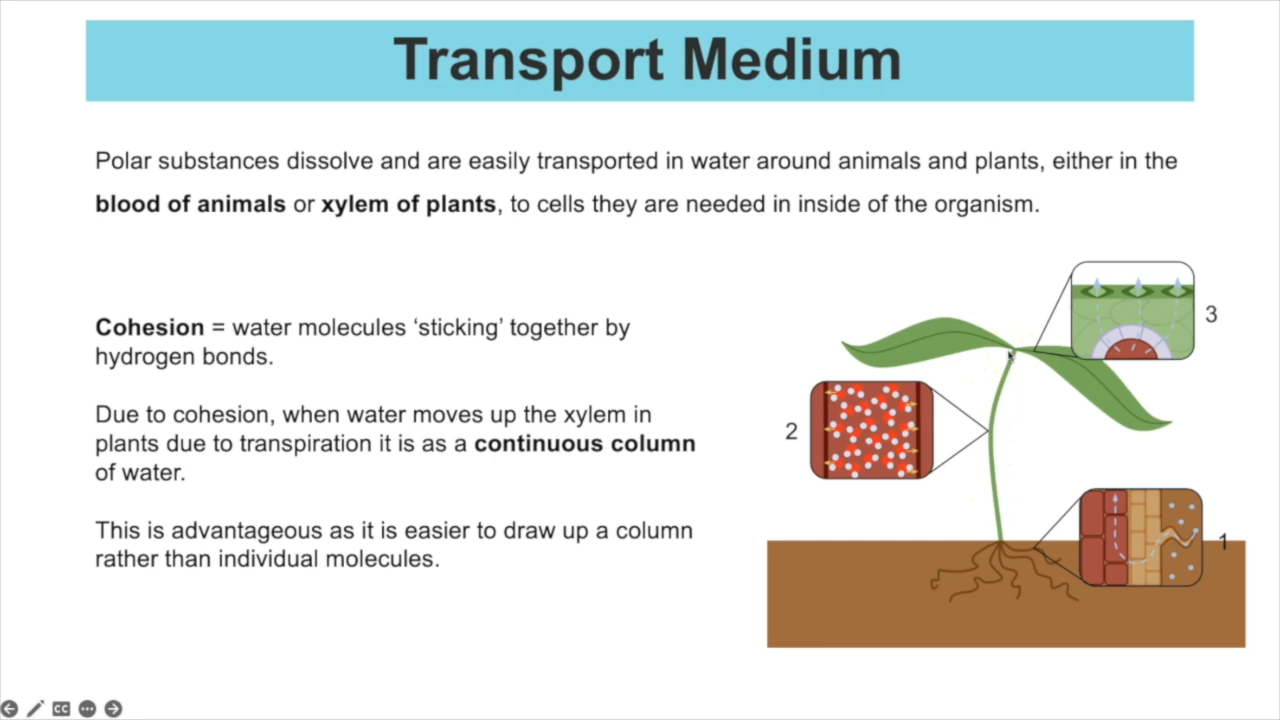 Transport Medium
Polar substances dissolve and are easily transported in water around animals and plants, either in the
blood of animals or xylem of plants, to cells they are needed in inside of the organism.
Cohesion = water molecules ‘sticking’ together by
hydrogen bonds.
Due to cohesion, when water moves up the xylem in
plants due to transpiration it is as a continuous column
of water.
This is advantageous as it is easier to draw up a column
rather than individual molecules.
3
2
1
CC